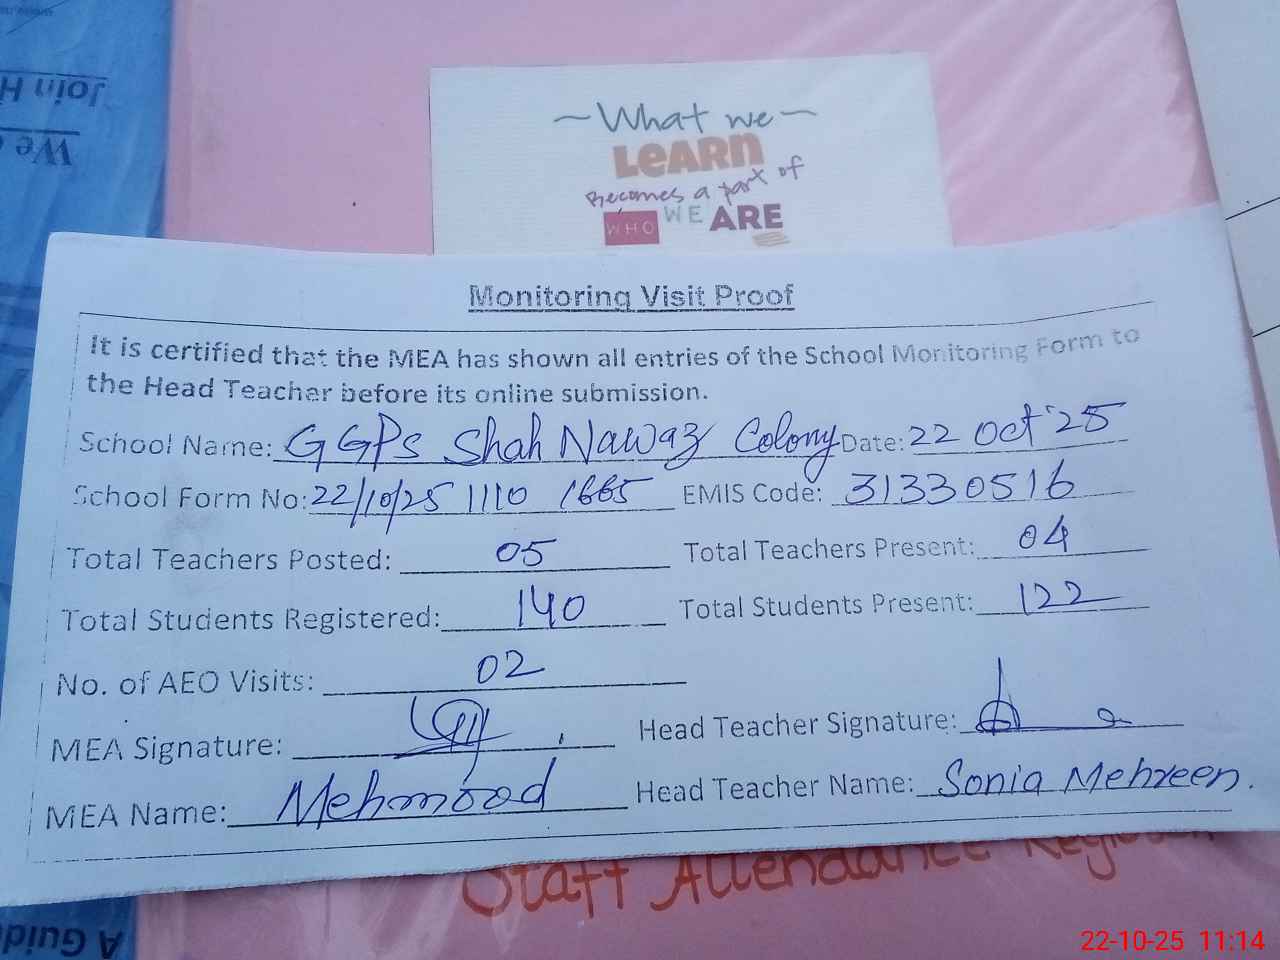 Join H
We
~What we~
LEARN
Becomes a part of
WHO WE ARE
Monitoring Visit Proof
It is certified that the MEA has shown all entries of the School Monitoring Form to
the Head Teacher before its online submission.
School Name: GGPS Shah Nawaz Colony Date: 22 Oct '25
School Form No: 22/10/25 1110 1665 EMIS Code: 31330516
Total Teachers Posted: 05 Total Teachers Present: 04
Total Students Registered: 140 Total Students Present: 122
No. of AEO Visits: 02
MEA Signature: Head Teacher Signature:
MEA Name: Mehmood Head Teacher Name: Sonia Mehreen.
Staff Attendance Register
A Guid
22-10-25 11:14